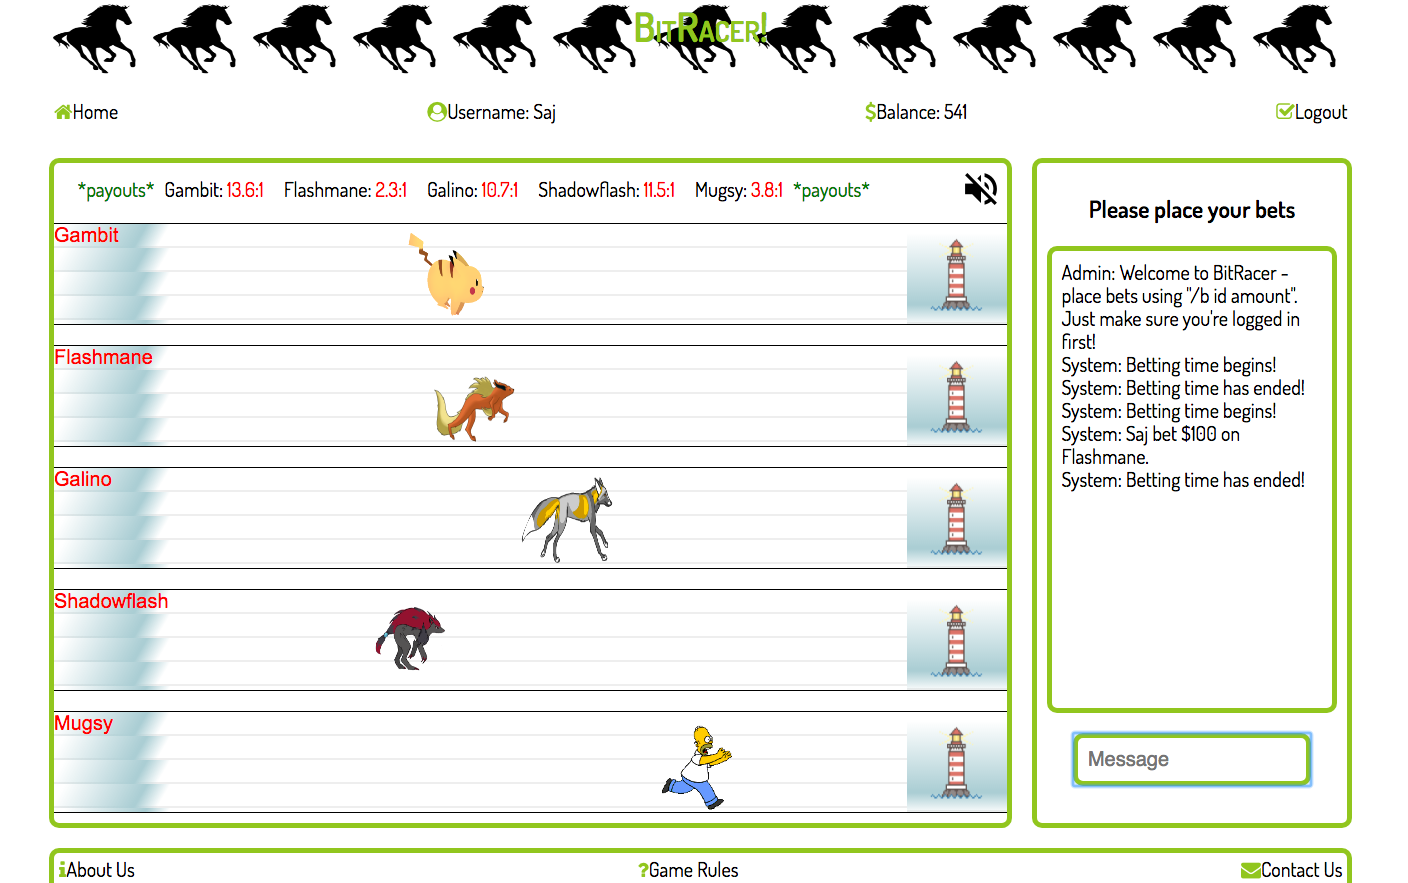 BitRacer!
Home
Username: Saj
$Balance: 541
Logout
*payouts* Gambit: 13.6:1 Flashmane: 2.3:1 Galino: 10.7:1 Shadowflash: 11.5:1 Mugsy: 3.8:1 *payouts*
Gambit
Flashmane
Galino
Shadowflash
Mugsy
Please place your bets
Admin: Welcome to BitRacer -
place bets using "/b id amount".
Just make sure you're logged in
first!
System: Betting time begins!
System: Betting time has ended!
System: Betting time begins!
System: Saj bet $100 on
Flashmane.
System: Betting time has ended!
Message
About Us
?Game Rules
Contact Us